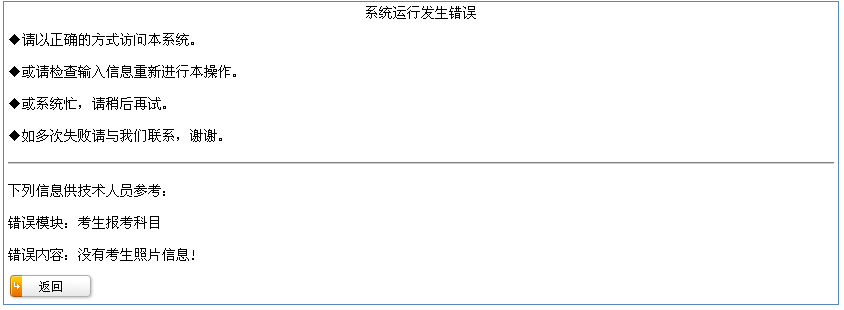 系统运行发生错误
◆请以正确的方式访问本系统。
◆或请检查输入信息重新进行本操作。
◆或系统忙，请稍后再试。
◆如多次失败请与我们联系，谢谢。
下列信息供技术人员参考：
错误模块：考生报考科目
错误内容：没有考生照片信息!
返回